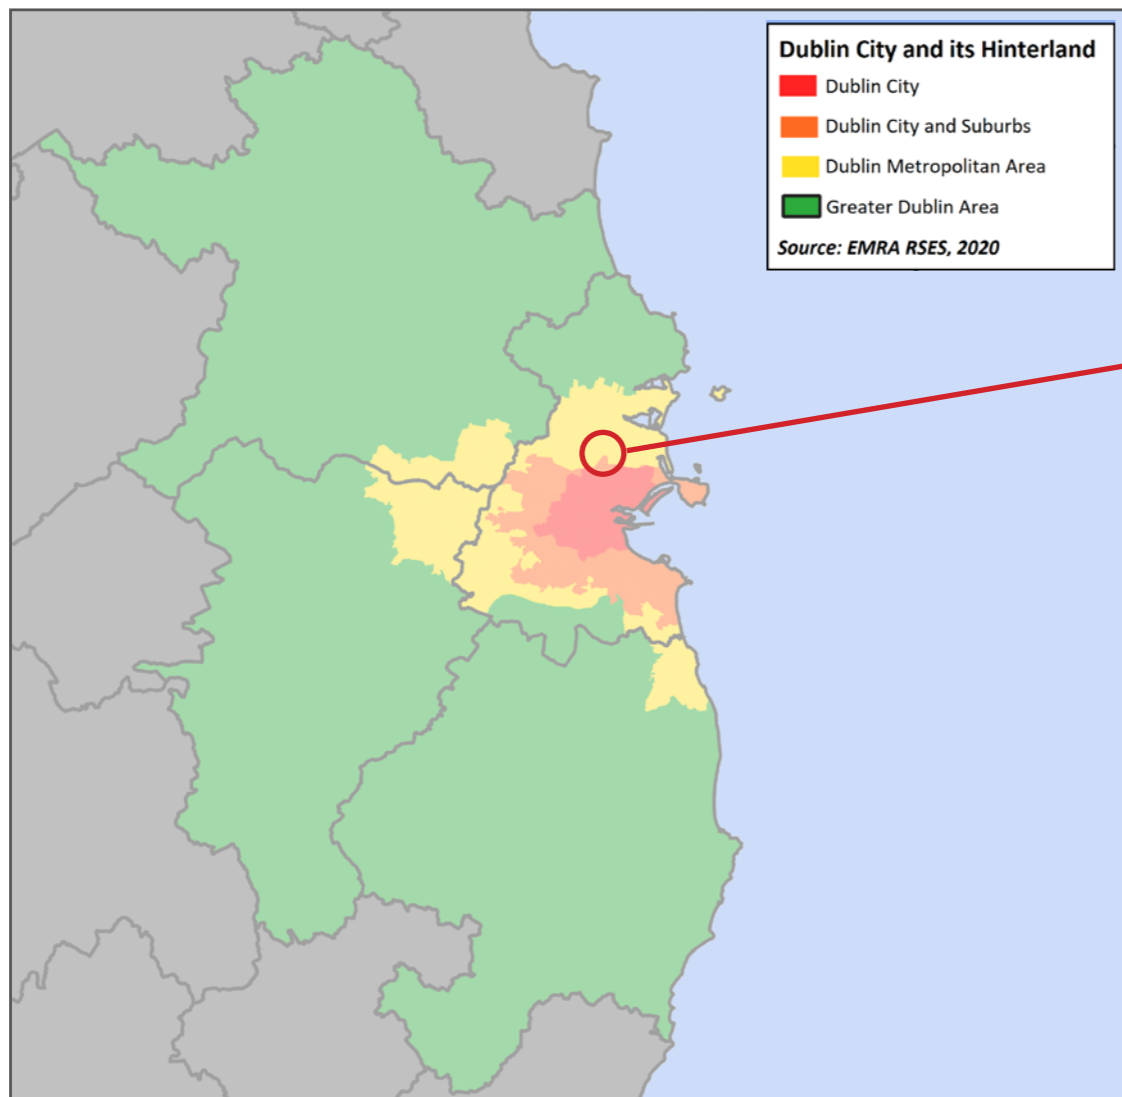 Dublin City and its Hinterland
Dublin City
Dublin City and Suburbs
Dublin Metropolitan Area
Greater Dublin Area
Source: EMRA RSES, 2020